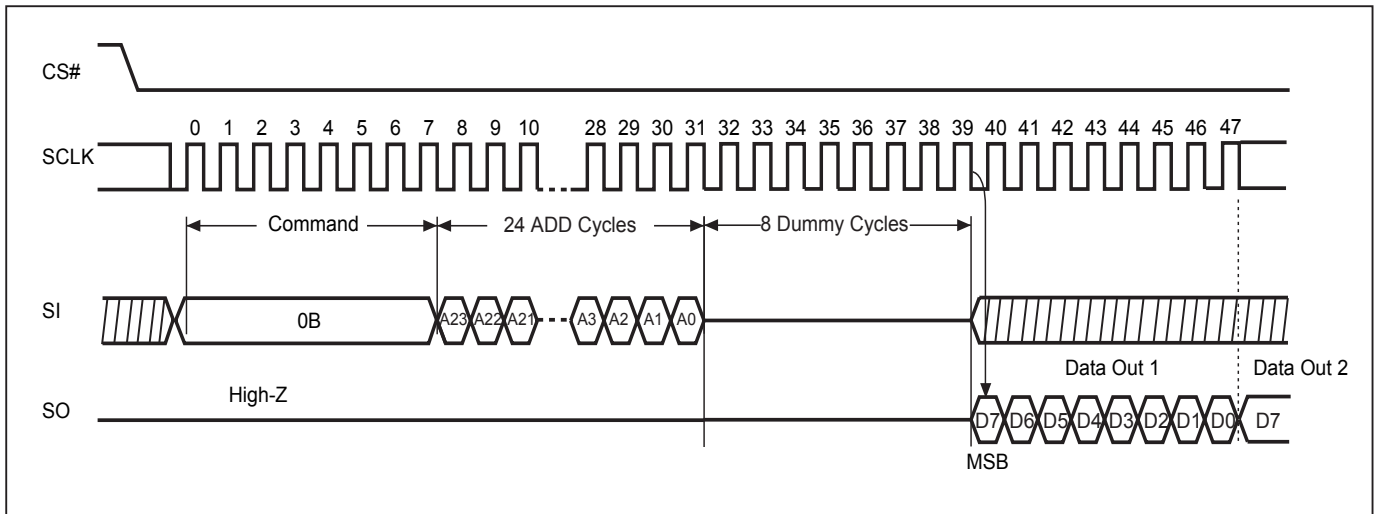 CS#
0 1 2 3 4 5 6 7 8 9 10 28 29 30 31 32 33 34 35 36 37 38 39 40 41 42 43 44 45 46 47
SCLK
Command 24 ADD Cycles 8 Dummy Cycles
SI 0B A23 A22 A21 A3 A2 A1 A0
Data Out 1 Data Out 2
High-Z
SO D7 D6 D5 D4 D3 D2 D1 D0 D7
MSB